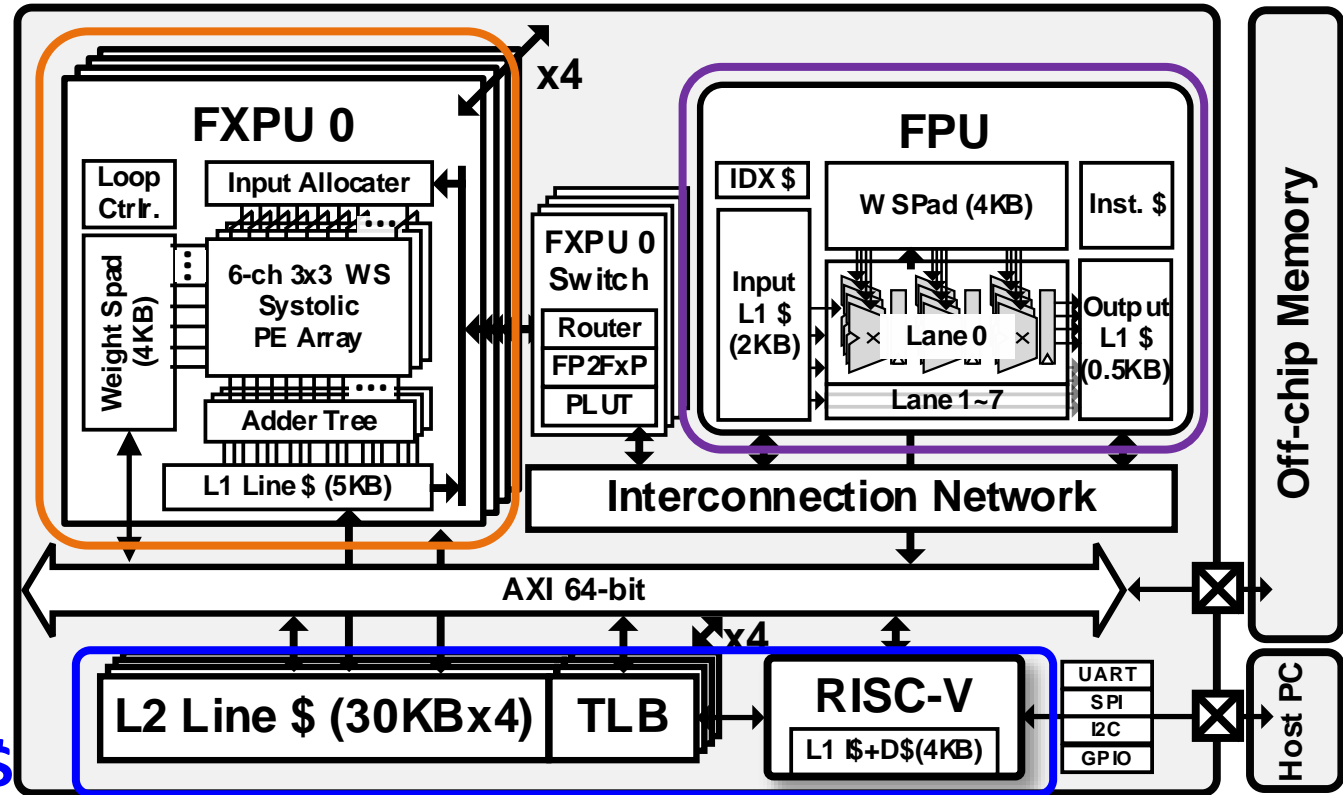 x4
FXPU 0
Loop
Ctrlr.
Input Allocater
Weight Spad
(4KB)
6-ch 3x3 WS
Systolic
PE Array
Adder Tree
L1 Line $ (5KB)
FXPU 0
Switch
Router
FP2FxP
PLUT
FPU
IDX $
W SPad (4KB)
Inst. $
Input
L1 $
(2KB)
Lane 0
Lane 1~7
Output
L1 $
(0.5KB)
Interconnection Network
AXI 64-bit
x4
L2 Line $ (30KBx4)
TLB
RISC-V
L1 I$+D$(4KB)
UART
SPI
I2C
GPIO
Off-chip Memory
Host PC